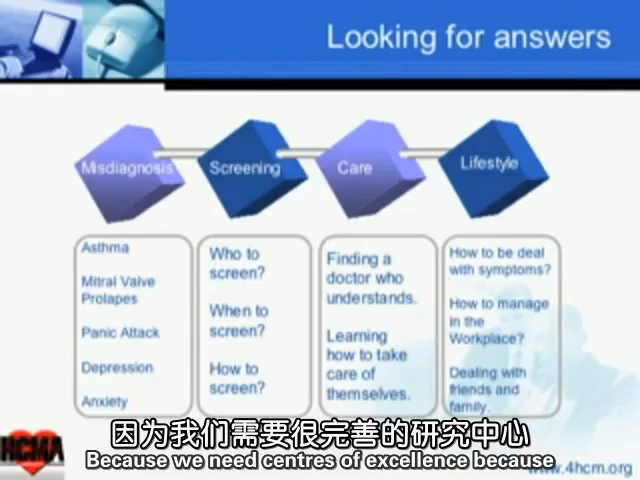 Looking for answers
Misdiagnosis
Screening
Care
Lifestyle
Asthma
Mitral Valve
Prolapes
Panic Attack
Depression
Anxiety
Who to
screen?
When to
screen?
How to
screen?
Finding a
doctor who
understands.
Learning
how to take
care of
themselves.
How to be deal
with symptoms?
How to manage
in the
Workplace?
Dealing with
friends and
family.
因为我们需要很完善的研究中心
Because we need centres of excellence because
HCMA
www.4hcm.org